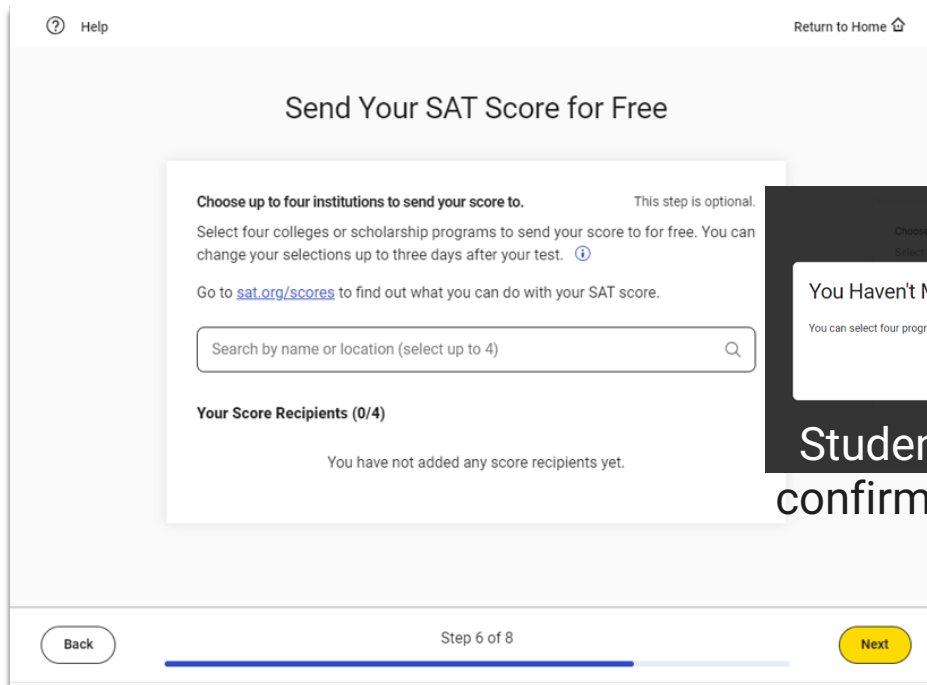 Help
Return to Home
Send Your SAT Score for Free
Choose up to four institutions to send your score to.
This step is optional.
Select four colleges or scholarship programs to send your score to for free. You can
change your selections up to three days after your test.
Go to sat.org/scores to find out what you can do with your SAT score.
Search by name or location (select up to 4)
Your Score Recipients (0/4)
You have not added any score recipients yet.
Choose
Select
You Haven't
You can select four
confirm
Back
Step 6 of 8
Next